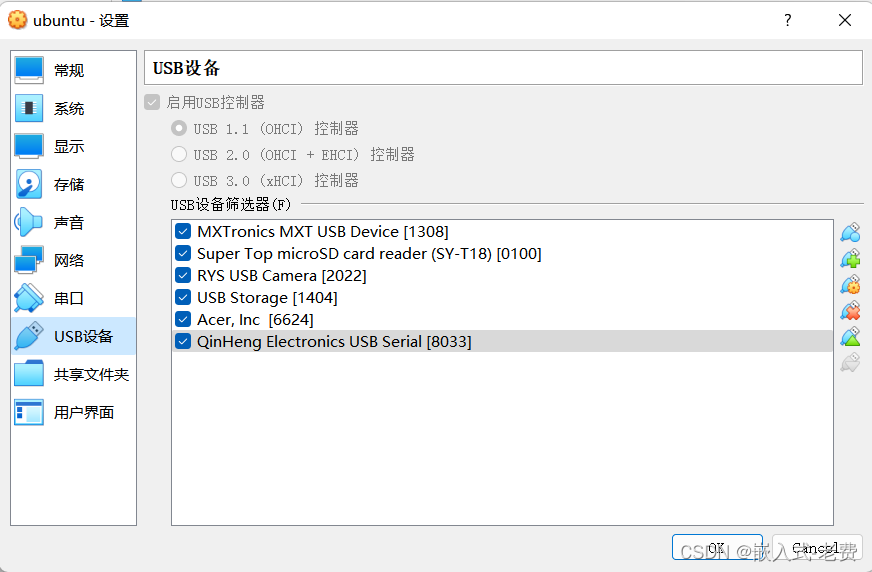 ubuntu - 设置
?
常规
系统
显示
存储
声音
网络
串口
USB设备
共享文件夹
用户界面
USB设备
启用USB控制器
USB 1.1 (OHCI) 控制器
USB 2.0 (OHCI + EHCI) 控制器
USB 3.0 (xHCI) 控制器
USB设备筛选器(F)
MXTronics MXT USB Device [1308]
Super Top microSD card reader (SY-T18) [0100]
RYS USB Camera [2022]
USB Storage [1404]
Acer, Inc  [6624]
QinHeng Electronics USB Serial [8033]
OK
Cancel
CSDN @嵌入式-老费